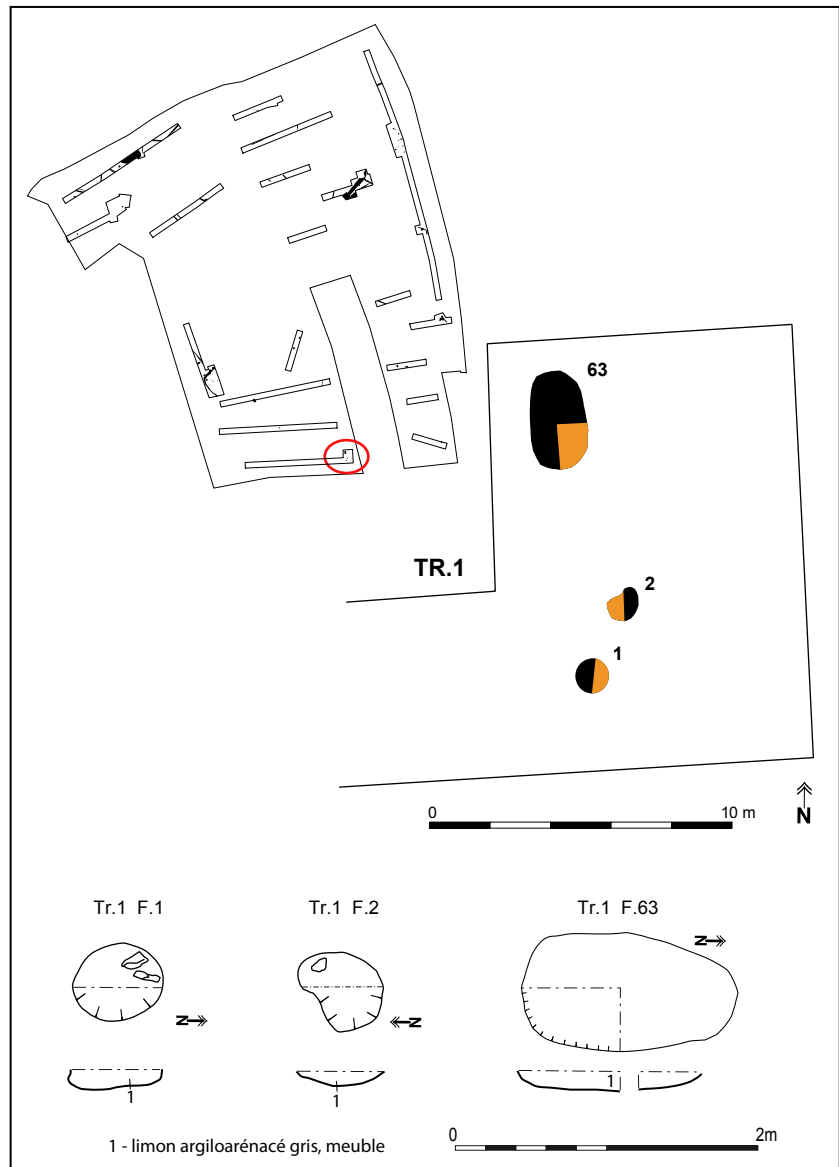 63
TR.1
2
1
0 10 m
N
Tr.1 F.1 Tr.1 F.2 Tr.1 F.63
N N N
1 1 1
1 - limon argiloarénacé gris, meuble
0 2m